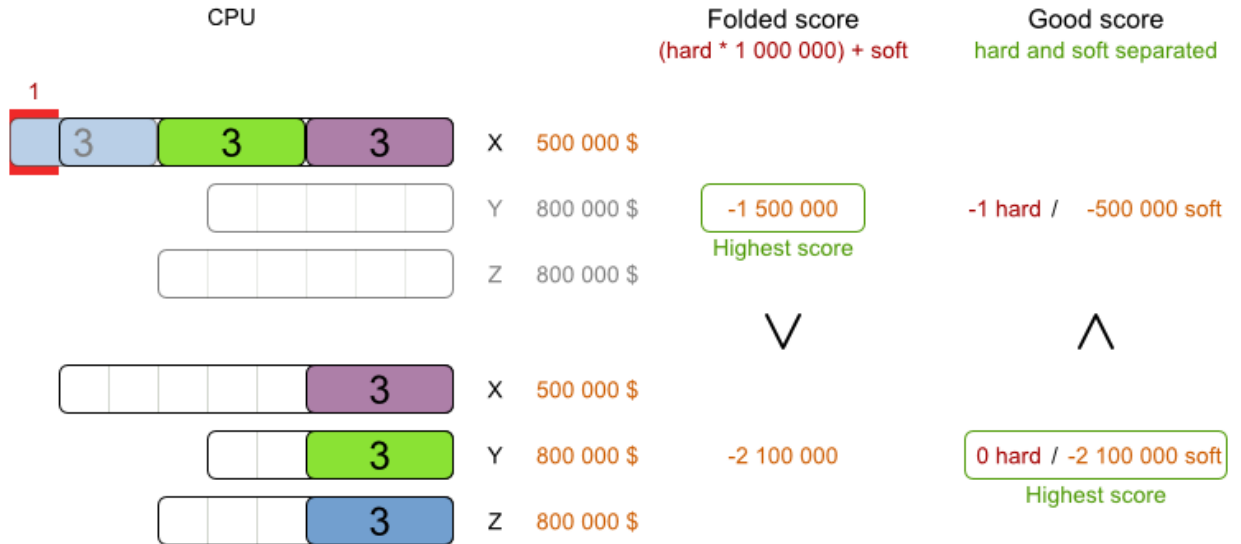 CPU
Folded score
Good score
(hard * 1 000 000) + soft
hard and soft separated
1
3 3 3 X 500 000 $
Y 800 000 $ -1 500 000 -1 hard / -500 000 soft
Highest score
Z 800 000 $
>
<
3 X 500 000 $
3 Y 800 000 $ -2 100 000 0 hard / -2 100 000 soft
Highest score
3 Z 800 000 $